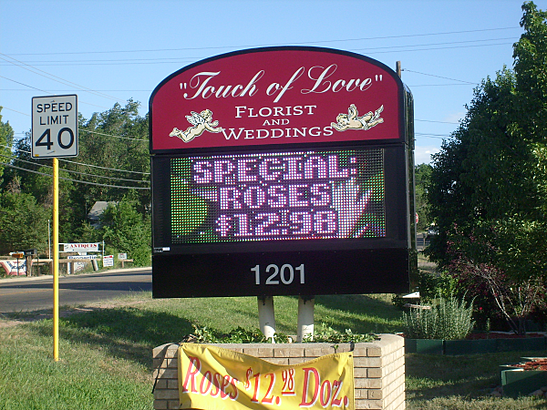 SPEED
LIMIT
40
"Touch of Love"
FLORIST
AND
WEDDINGS
SPECIAL:
ROSES
$12.98
1201
ANTIQUES
Roses $12.98 Doz.